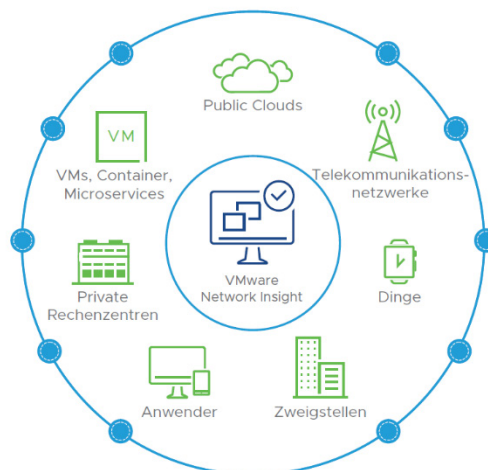 Public Clouds
VM
VMs, Container,
Microservices
Telekommunikations-
netzwerke
VMware
Network Insight
Private
Rechenzentren
Dinge
Anwender
Zweigstellen